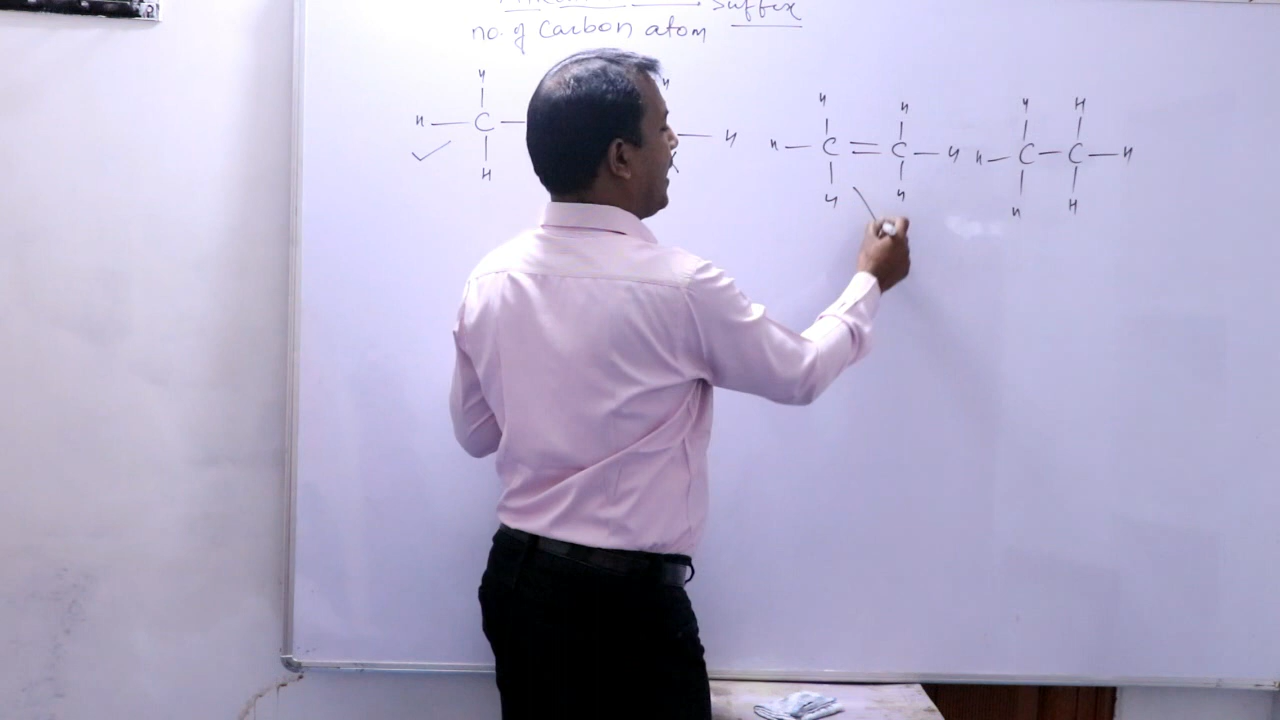 Suffix
no. of Carbon atom
H H H H H H
H — C — — H H — C = C — H H — C — C — H
H H H H H